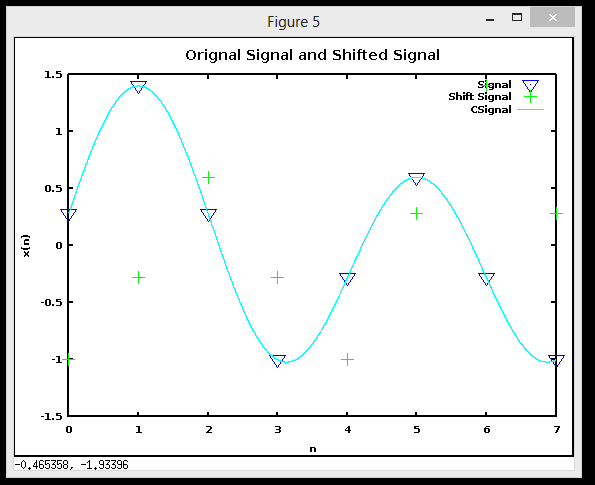 Figure 5
Orignal Signal and Shifted Signal
Signal
Shift Signal
CSignal
1.5
1
0.5
0
-0.5
-1
-1.5
x(n)
0 1 2 3 4 5 6 7
n
-0.465358, -1.93396